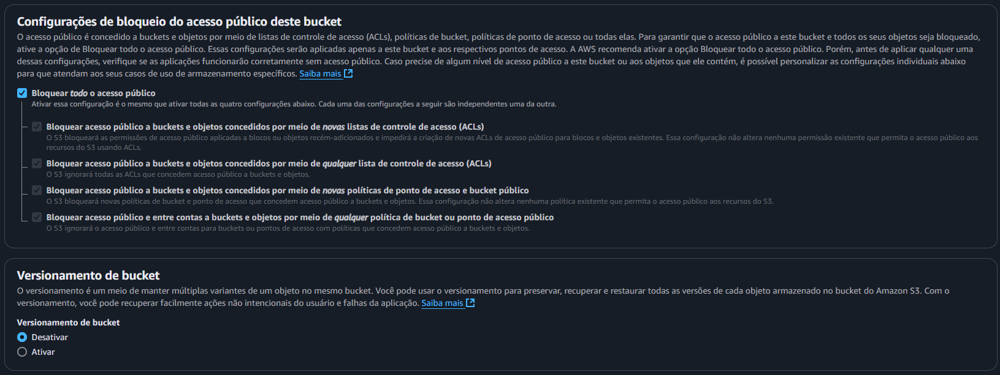 Configurações de bloqueio do acesso público deste bucket
O acesso público é concedido a buckets e objetos por meio de listas de controle de acesso (ACLs), políticas de bucket, políticas de ponto de acesso ou todas elas. Para garantir que o acesso público a este bucket e todos os seus objetos seja bloqueado,
ative a opção de Bloquear todo o acesso público. Essas configurações serão aplicadas apenas a este bucket e aos respectivos pontos de acesso. A AWS recomenda ativar a opção Bloquear todo o acesso público. Porém, antes de aplicar qualquer uma
dessas configurações, verifique se as aplicações funcionarão corretamente sem acesso público. Caso precise de algum nível de acesso público a este bucket ou aos objetos que ele contém, é possível personalizar as configurações individuais abaixo
para que atendam aos seus casos de uso de armazenamento específicos. Saiba mais
Bloquear todo o acesso público
Ativar essa configuração é o mesmo que ativar todas as quatro configurações abaixo. Cada uma das configurações a seguir são independentes uma da outra.
Bloquear acesso público a buckets e objetos concedidos por meio de novas listas de controle de acesso (ACLs)
O S3 bloqueará as permissões de acesso público aplicadas a blocos ou objetos recém-adicionados e impedirá a criação de novas ACLs de acesso público para blocos e objetos existentes. Essa configuração não altera nenhuma permissão existente que permita o acesso público aos
recursos do S3 usando ACLs.
Bloquear acesso público a buckets e objetos concedidos por meio de qualquer lista de controle de acesso (ACLs)
O S3 ignorará todas as ACLs que concedem acesso público a buckets e objetos.
Bloquear acesso público a buckets e objetos concedidos por meio de novas políticas de ponto de acesso e bucket público
O S3 bloqueará novas políticas de bucket e ponto de acesso que concedem acesso público a buckets e objetos. Essa configuração não altera nenhuma política existente que permita o acesso público aos recursos do S3.
Bloquear acesso público e entre contas a buckets e objetos por meio de qualquer política de bucket ou ponto de acesso público
O S3 ignorará o acesso público e entre contas para buckets ou pontos de acesso com políticas que concedem acesso público a buckets e objetos.
Versionamento de bucket
O versionamento é um meio de manter múltiplas variantes de um objeto no mesmo bucket. Você pode usar o versionamento para preservar, recuperar e restaurar todas as versões de cada objeto armazenado no bucket do Amazon S3. Com o
versionamento, você pode recuperar facilmente ações não intencionais do usuário e falhas da aplicação. Saiba mais
Versionamento de bucket
Desativar
Ativar